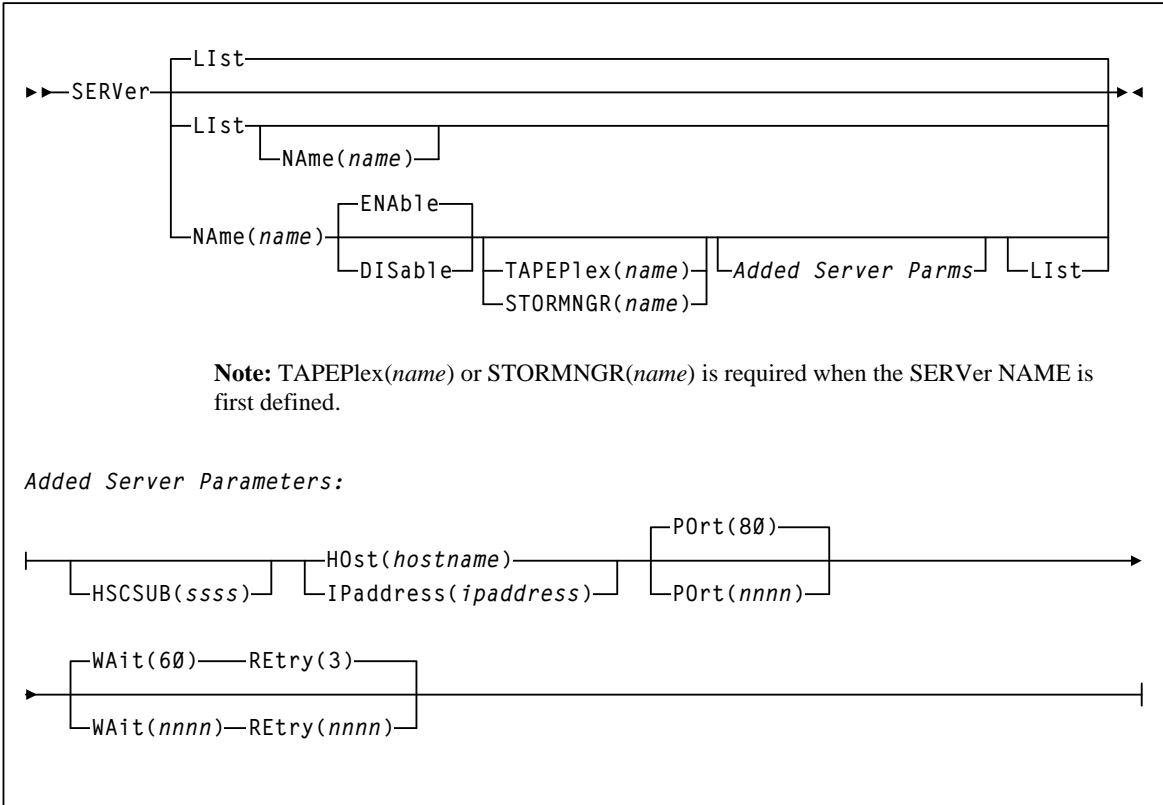 LIst
SERVer
LIst
NAme(name)
ENAble
NAme(name)
DISable
TAPEPlex(name)
STORMNGR(name)
Added Server Parms
LIst
Note: TAPEPlex(name) or STORMNGR(name) is required when the SERVer NAME is
first defined.
Added Server Parameters:
POrt(80)
HOst(hostname)
HSCSUB(ssss)
IPaddress(ipaddress)
POrt(nnnn)
WAit(60) REtry(3)
WAit(nnnn) REtry(nnnn)